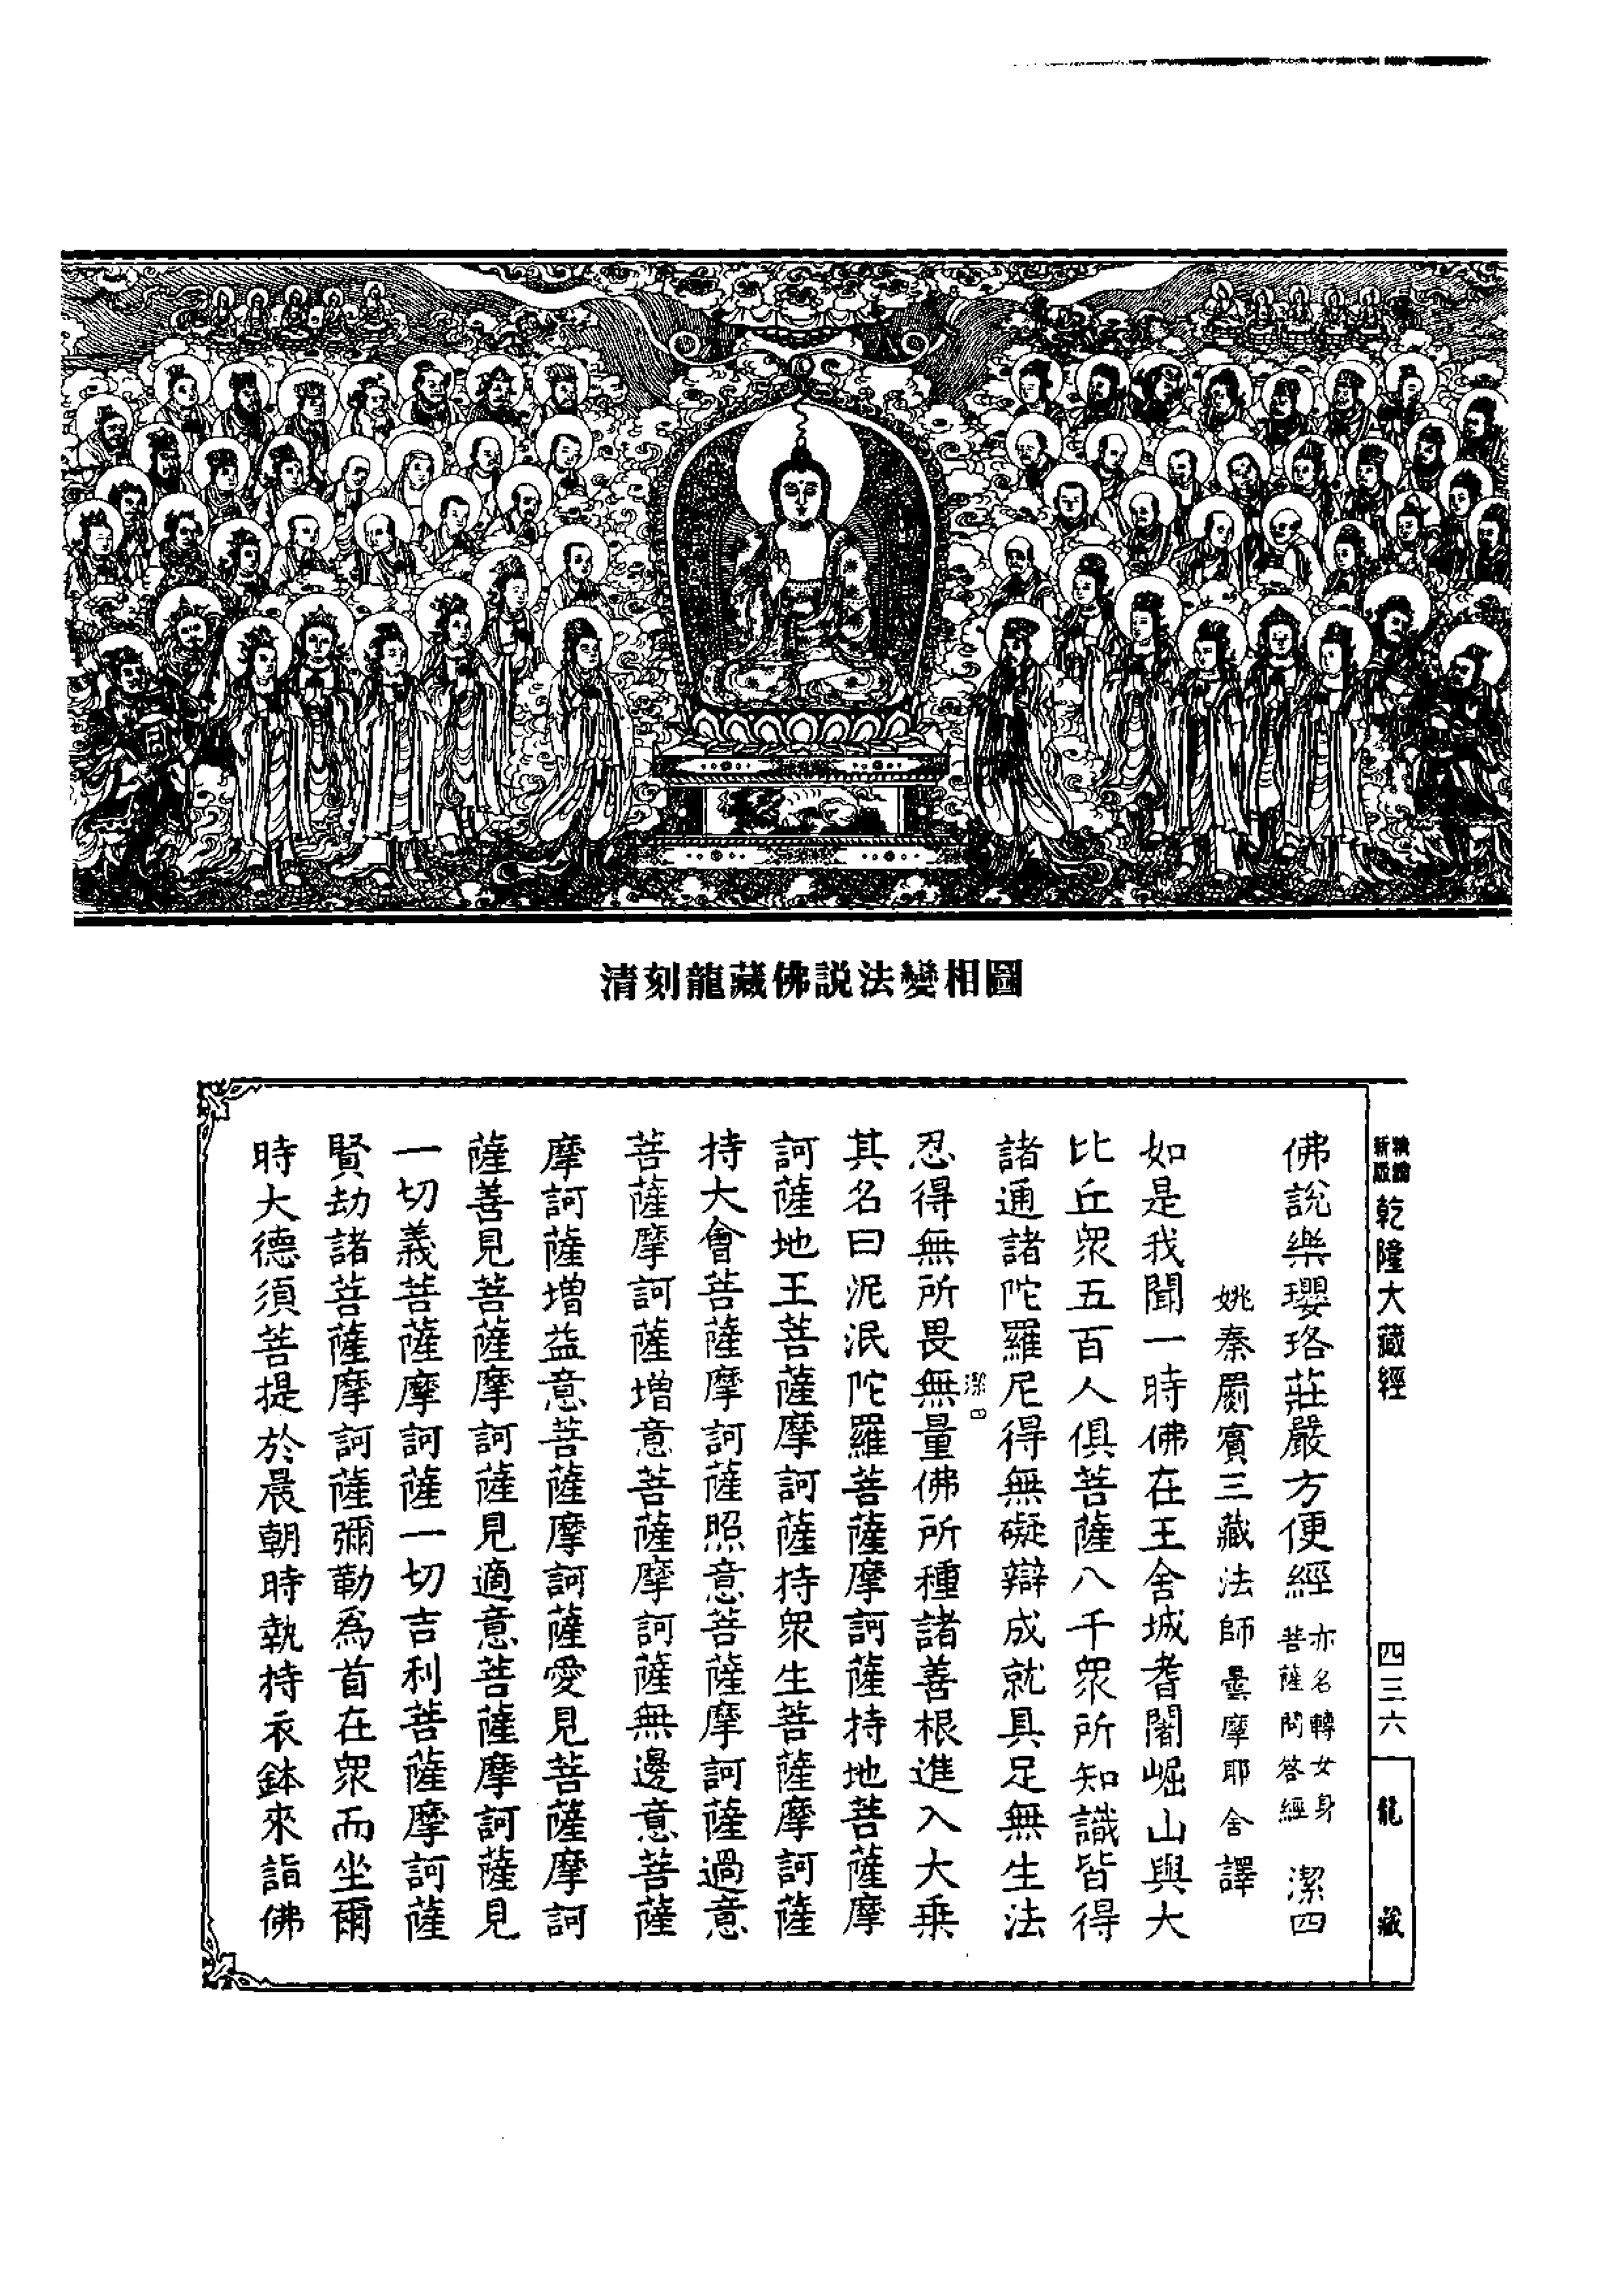 清刻龍藏佛説法變相圖
乾隆大藏經
四三六
龍藏
佛說樂瓔珞莊嚴方便經 亦名轉女身菩薩問答經 潔四
姚秦罽賓三藏法師曇摩耶舍譯
如是我聞一時佛在王舍城耆闍崛山與大
比丘衆五百人俱菩薩八千衆所知識皆得
諸通諸陀羅尼得無礙辯成就具足無生法
潔四
忍得無所畏無量佛所種諸善根進入大乘
其名曰泥泯陀羅菩薩摩訶薩持地菩薩摩
訶薩地王菩薩摩訶薩持衆生菩薩摩訶薩
持大會菩薩摩訶薩照意菩薩摩訶薩過意
菩薩摩訶薩增意菩薩摩訶薩無邊意菩薩
摩訶薩增益意菩薩摩訶薩愛見菩薩摩訶
薩善見菩薩摩訶薩見適意菩薩摩訶薩見
一切義菩薩摩訶薩一切吉利菩薩摩訶薩
賢劫諸菩薩摩訶薩彌勒爲首在衆而坐爾
時大德須菩提於晨朝時執持衣鉢來詣佛